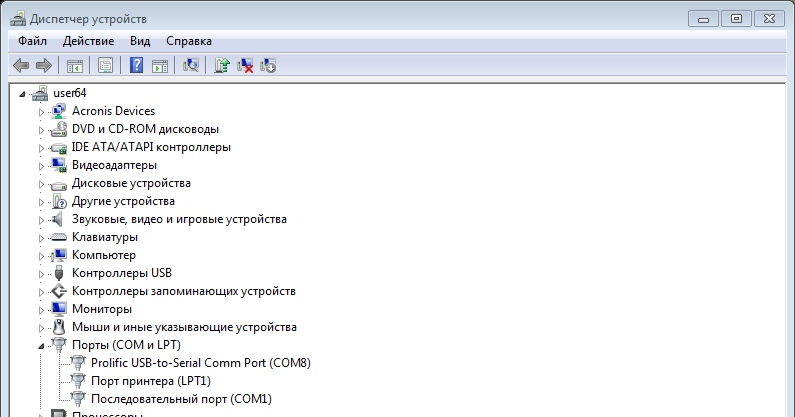 Диспетчер устройств
Файл Действие Вид Справка
user64
Acronis Devices
DVD и CD-ROM дисководы
IDE ATA/ATAPI контроллеры
Видеоадаптеры
Дисковые устройства
Другие устройства
Звуковые, видео и игровые устройства
Клавиатуры
Компьютер
Контроллеры USB
Контроллеры запоминающих устройств
Мониторы
Мыши и иные указывающие устройства
Порты (COM и LPT)
Prolific USB-to-Serial Comm Port (COM8)
Порт принтера (LPT1)
Последовательный порт (COM1)
Процессоры